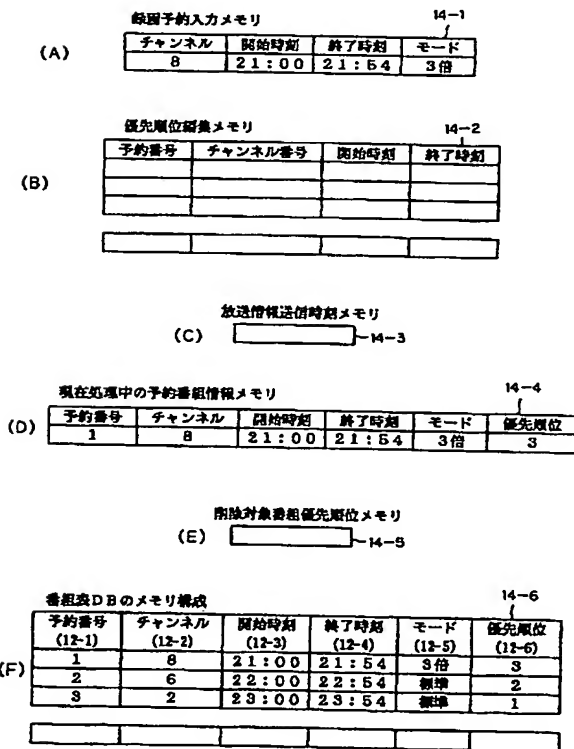 録画予約入力メモリ 14-1
(A)
チャンネル 開始時刻 終了時刻 モード
8 21:00 21:54 3倍
優先順位編集メモリ 14-2
(B)
予約番号 チャンネル番号 開始時刻 終了時刻
放送情報送信時刻メモリ
(C) 14-3
現在処理中の予約番組情報メモリ 14-4
(D)
予約番号 チャンネル 開始時刻 終了時刻 モード 優先順位
1 8 21:00 21:54 3倍 3
削除対象番組優先順位メモリ
(E) 14-5
番組表DBのメモリ構成 14-6
(F)
予約番号 チャンネル 開始時刻 終了時刻 モード 優先順位
(12-1) (12-2) (12-3) (12-4) (12-5) (12-6)
1 8 21:00 21:54 3倍 3
2 6 22:00 22:54 標準 2
3 2 23:00 23:54 標準 1